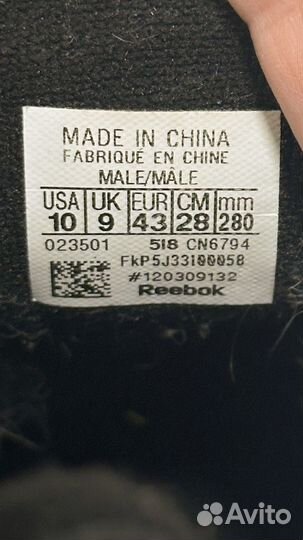 MADE IN CHINA
FABRIQUÉ EN CHINE
MALE/MÂLE
USA UK EUR CM mm
10 9 43 28 280
023501 518 CN6794
FKP5J33I00058
#120309132
Reebok
Avito